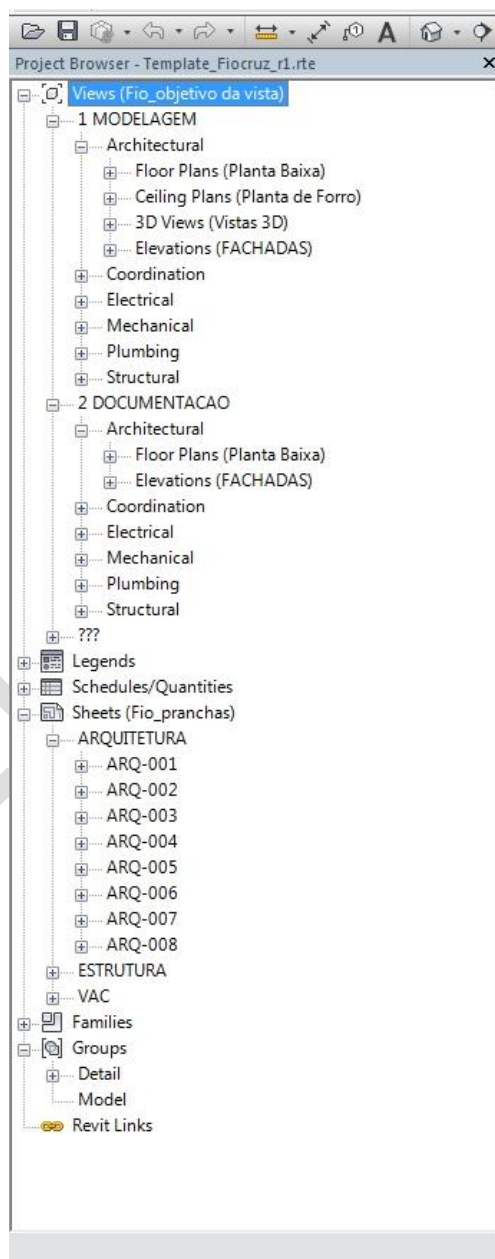 A
Project Browser - Template_Fiocruz_r1.rte
Views (Fio_objetivo da vista)
1 MODELAGEM
Architectural
Floor Plans (Planta Baixa)
Ceiling Plans (Planta de Forro)
3D Views (Vistas 3D)
Elevations (FACHADAS)
Coordination
Electrical
Mechanical
Plumbing
Structural
2 DOCUMENTACAO
Architectural
Floor Plans (Planta Baixa)
Elevations (FACHADAS)
Coordination
Electrical
Mechanical
Plumbing
Structural
???
Legends
Schedules/Quantities
Sheets (Fio_pranchas)
ARQUITETURA
ARQ-001
ARQ-002
ARQ-003
ARQ-004
ARQ-005
ARQ-006
ARQ-007
ARQ-008
ESTRUTURA
VAC
Families
Groups
Detail
Model
Revit Links